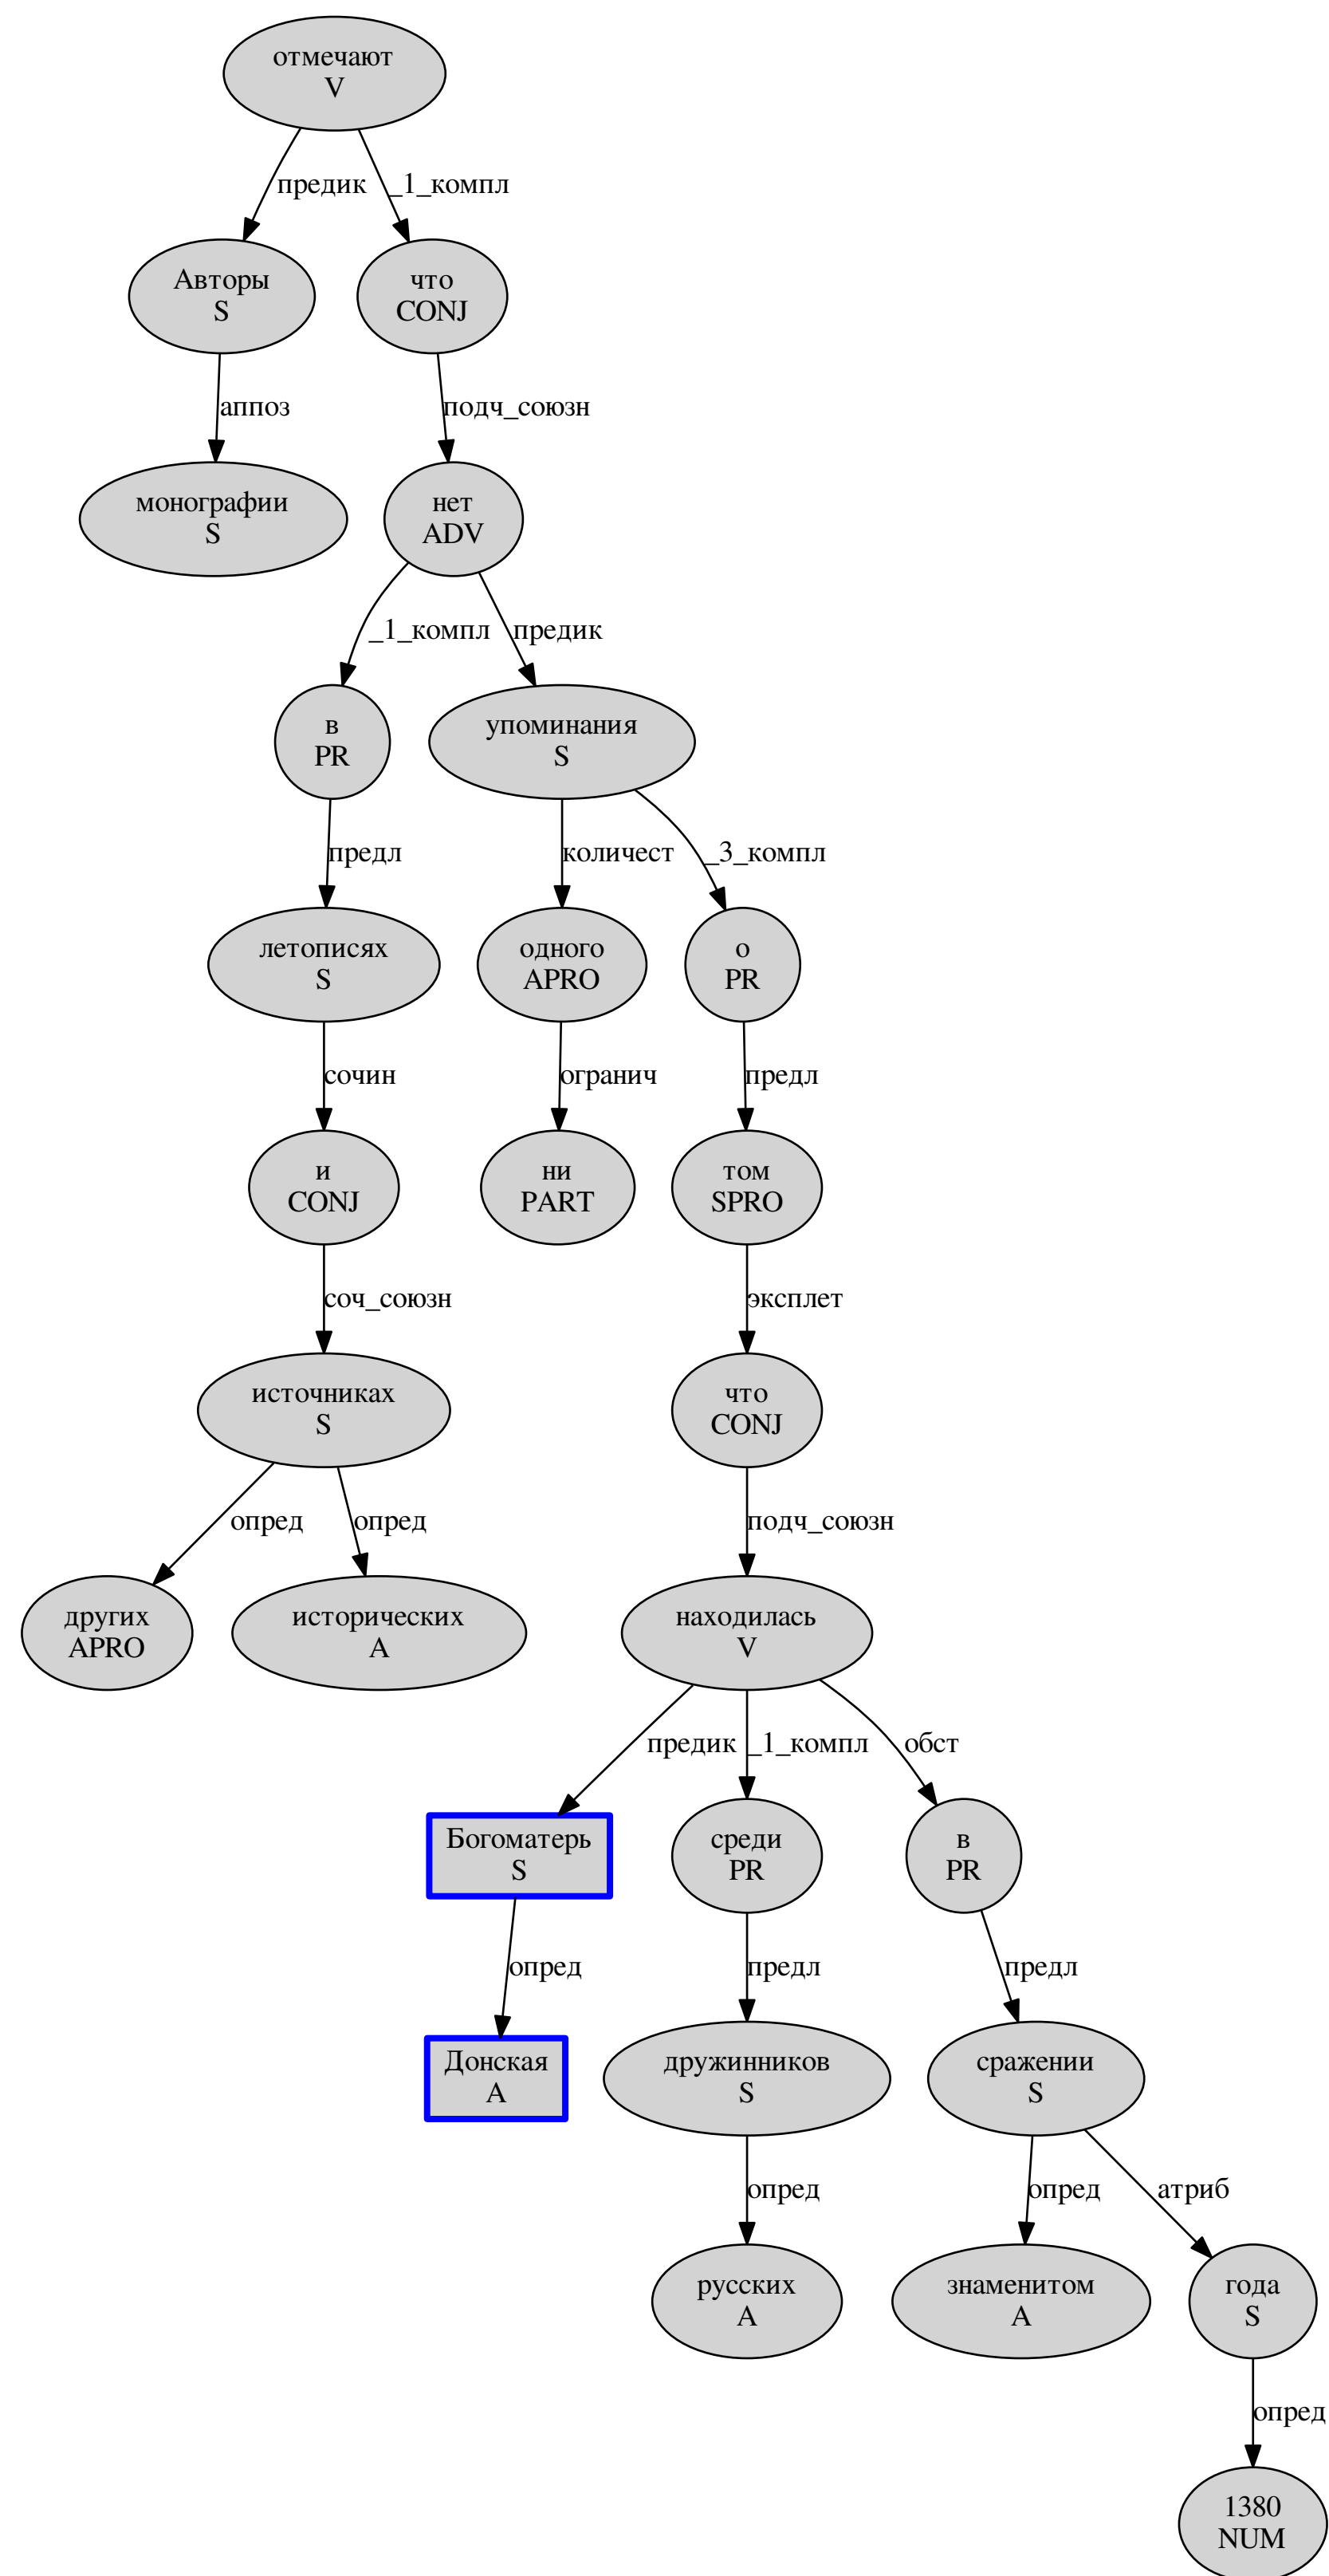 отмечают
V
предик
_1_компл
Авторы
S
что
CONJ
аппоз
подч_союзн
монографии
S
нет
ADV
_1_компл
предик
в
PR
упоминания
S
предл
количест
_3_компл
летописях
S
одного
APRO
о
PR
сочин
огранич
предл
и
CONJ
ни
PART
том
SPRO
соч_союзн
эксплет
источниках
S
что
CONJ
опред
опред
подч_союзн
других
APRO
исторических
A
находилась
V
предик
_1_компл
обст
Богоматерь
S
среди
PR
в
PR
опред
предл
предл
Донская
A
дружинников
S
сражении
S
опред
опред
атриб
русских
A
знаменитом
A
года
S
опред
1380
NUM